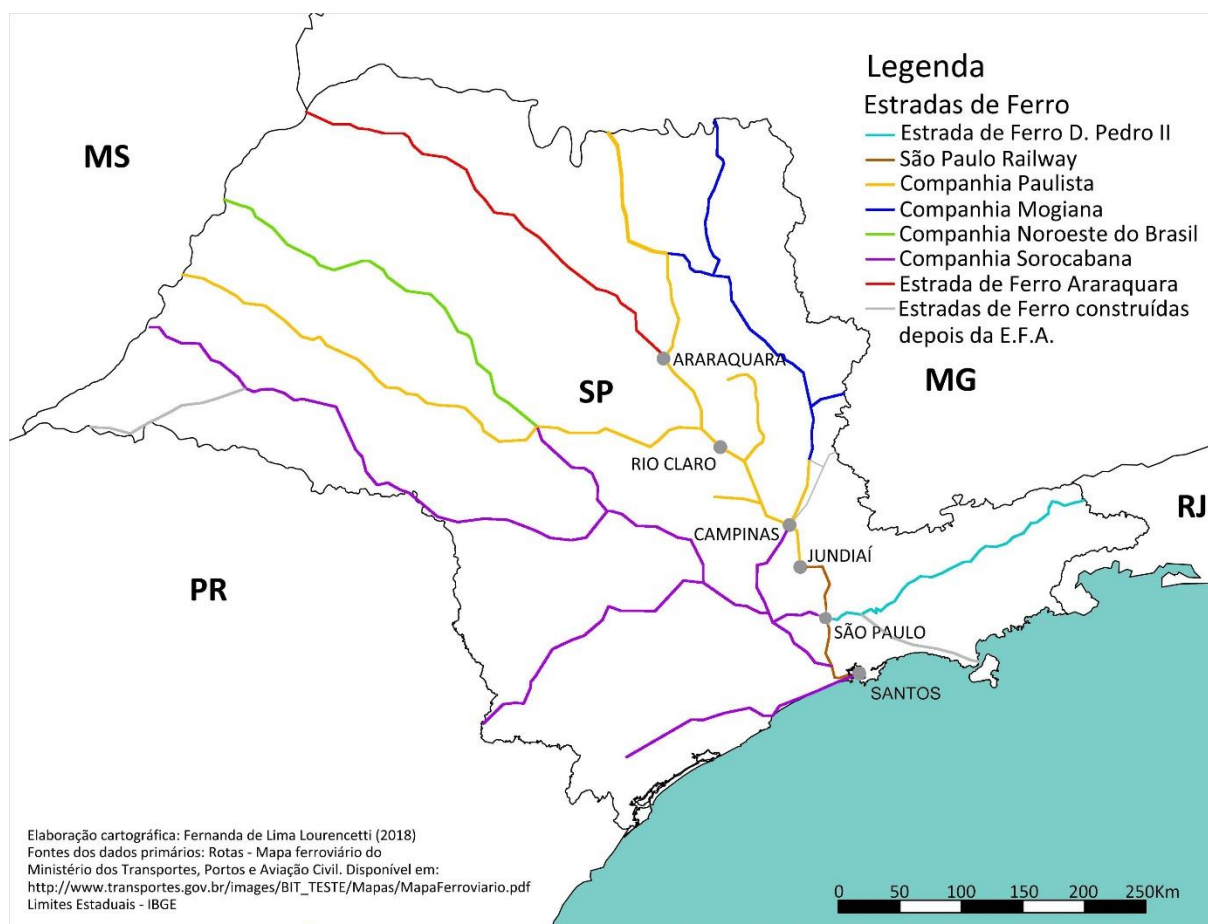 Legenda
Estradas de Ferro
Estrada de Ferro D. Pedro II
São Paulo Railway
Companhia Paulista
Companhia Mogiana
Companhia Noroeste do Brasil
Companhia Sorocabana
Estrada de Ferro Araraquara
Estradas de Ferro construídas
depois da E.F.A.
MS
MG
SP
PR
RJ
ARARAQUARA
RIO CLARO
CAMPINAS
JUNDIAÍ
SÃO PAULO
SANTOS
Elaboração cartográfica: Fernanda de Lima Lourencetti (2018)
Fontes dos dados primários: Rotas - Mapa ferroviário do
Ministério dos Transportes, Portos e Aviação Civil. Disponível em:
http://www.transportes.gov.br/images/BIT_TESTE/Mapas/MapaFerroviario.pdf
Limites Estaduais - IBGE
0 50 100 150 200 250Km